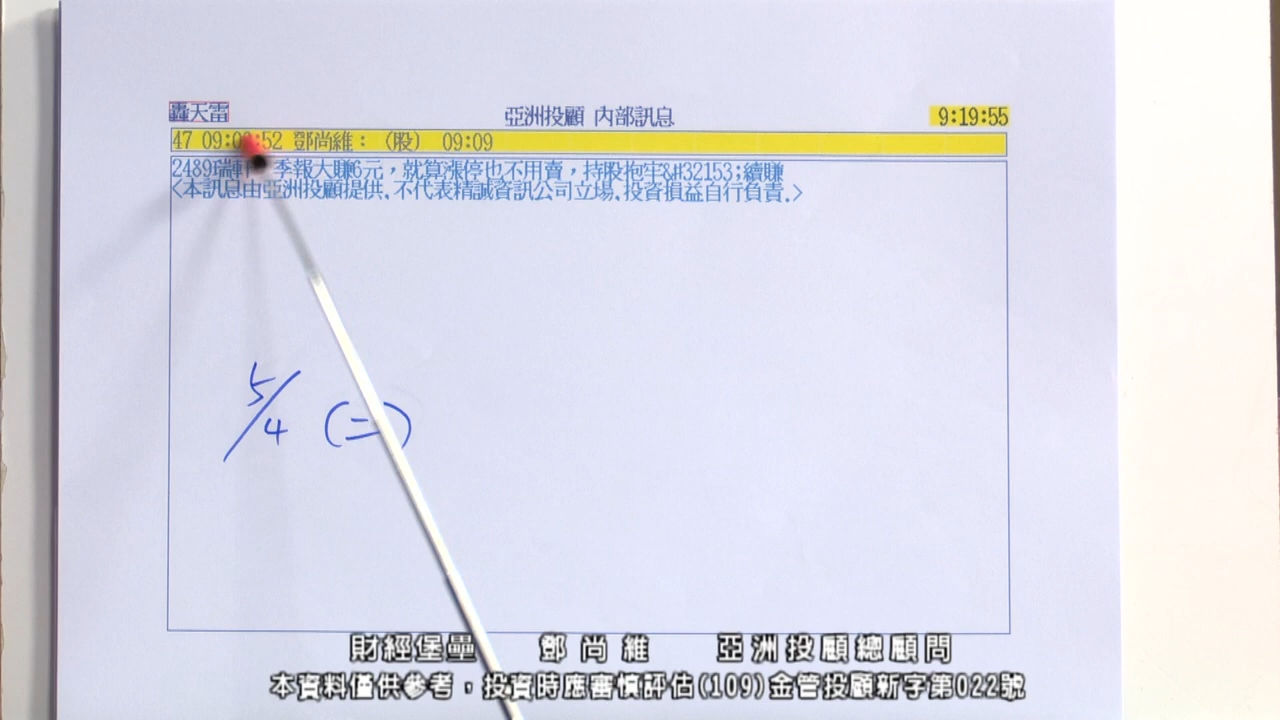 轟天雷
亞洲投顧 內部訊息
9:19:55
47 09:0 :52 鄧尚維：（股） 09:09
2489瑞 季報大賺6元，就算漲停也不用賣，持股抱牢&#32153;續賺
<本訊息由亞洲投顧提供,不代表精誠資訊公司立場,投資損益自行負責.>
5/4 (二)
財經堡壘 鄧尚維 亞洲投顧總顧問
本資料僅供參考，投資時應審慎評估(109)金管投顧新字第022號